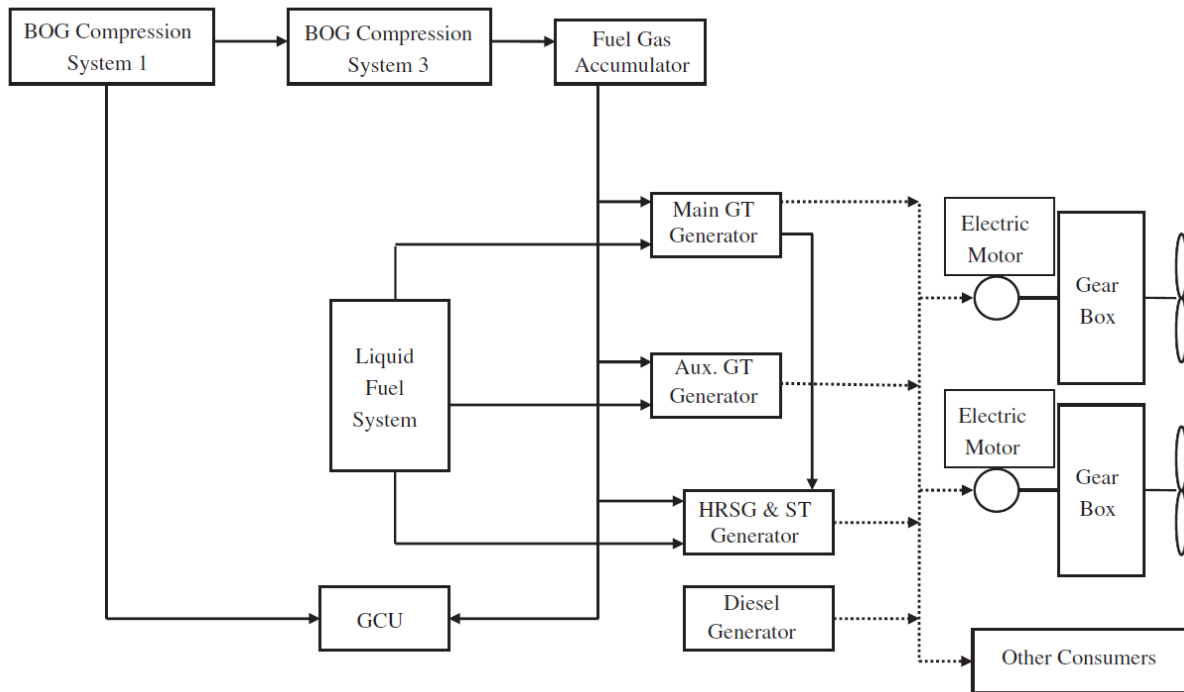 BOG Compression
System 1
BOG Compression
System 3
Fuel Gas
Accumulator
Main GT
Generator
Electric
Motor
Gear
Box
Liquid
Fuel
System
Aux. GT
Generator
Electric
Motor
Gear
Box
HRSG & ST
Generator
GCU
Diesel
Generator
Other Consumers